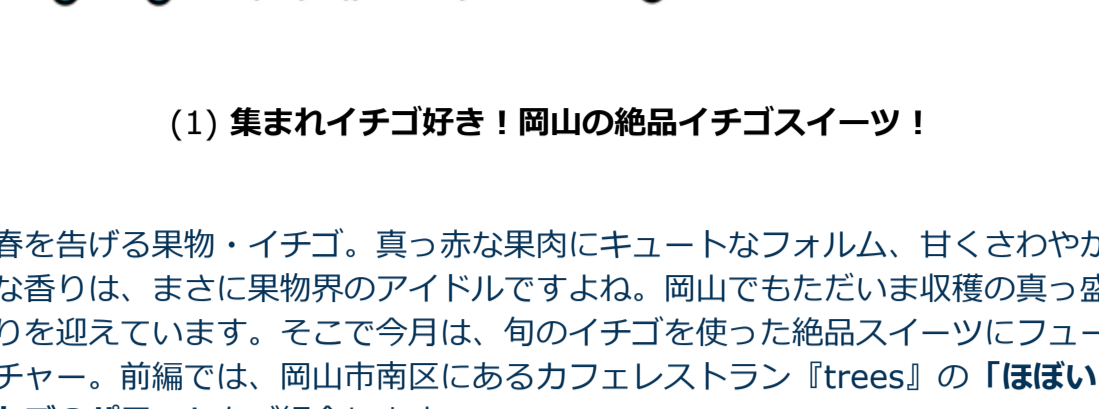 (1) 集まれイチゴ好き！岡山の絶品イチゴスイーツ！
春を告げる果物・イチゴ。真っ赤な果肉にキュートなフォルム、甘くさわやか
な香りは、まさに果物界のアイドルですよね。岡山でもただいま収穫の真っ盛
りを迎えています。そこで今月は、旬のイチゴを使った絶品スイーツにフュー
チャー。前編では、岡山市南区にあるカフェレストラン『trees』の「ほぼい